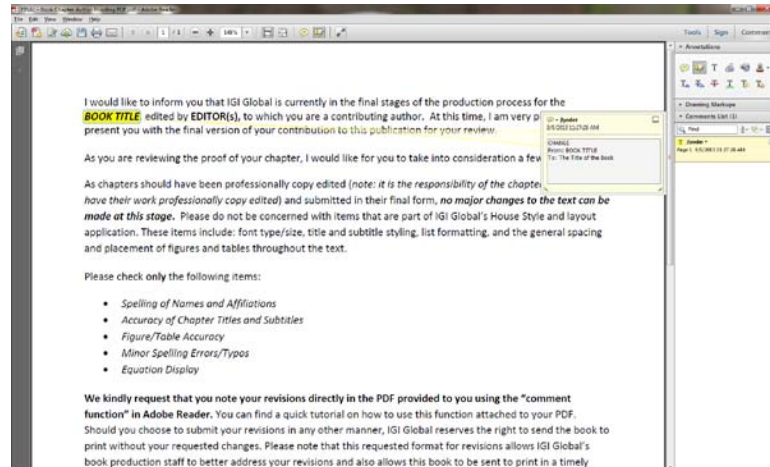 File Edit View Window Help
1 / 1
Tools Sign Comment
Annotations
I would like to inform you that IGI Global is currently in the final stages of the production process for the
BOOK TITLE, edited by EDITOR(s), to which you are a contributing author. At this time, I am very
present you with the final version of your contribution to this publication for your review.
CHANGE
From: BOOK TITLE
To: The Title of the Book
Drawing Markups
Comments List (1)
Find
As you are reviewing the proof of your chapter, I would like for you to take into consideration a few
As chapters should have been professionally copy edited (note: it is the responsibility of the
have their work professionally copy edited) and submitted in their final form, no major changes to the text can be
made at this stage. Please do not be concerned with items that are part of IGI Global's House Style and layout
application. These items include: font type/size, title and subtitle styling, list formatting, and the general spacing
and placement of figures and tables throughout the text.
Please check only the following items:
• Spelling of Names and Affiliations
• Accuracy of Chapter Titles and Subtitles
• Figure/Table Accuracy
• Minor Spelling Errors/Typos
• Equation Display
We kindly request that you note your revisions directly in the PDF provided to you using the "comment
function" in Adobe Reader. You can find a quick tutorial on how to use this function attached to your PDF.
Should you choose to submit your revisions in any other manner, IGI Global reserves the right to send the book to
print without your requested changes. Please note that this requested format for revisions allows IGI Global's
book production staff to better address your revisions and also allows this book to be sent to print in a timely